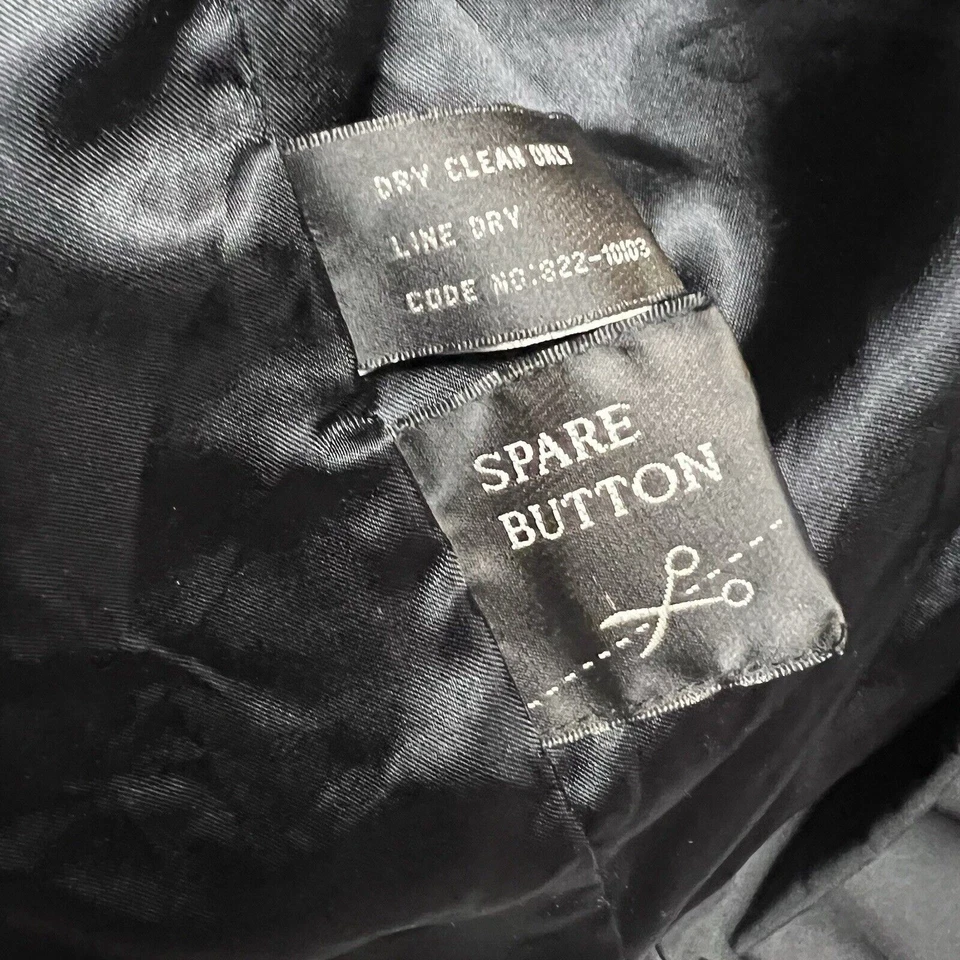 DRY CLEAN ONLY
LINE DRY
CODE NO:822-10103
SPARE
BUTTON